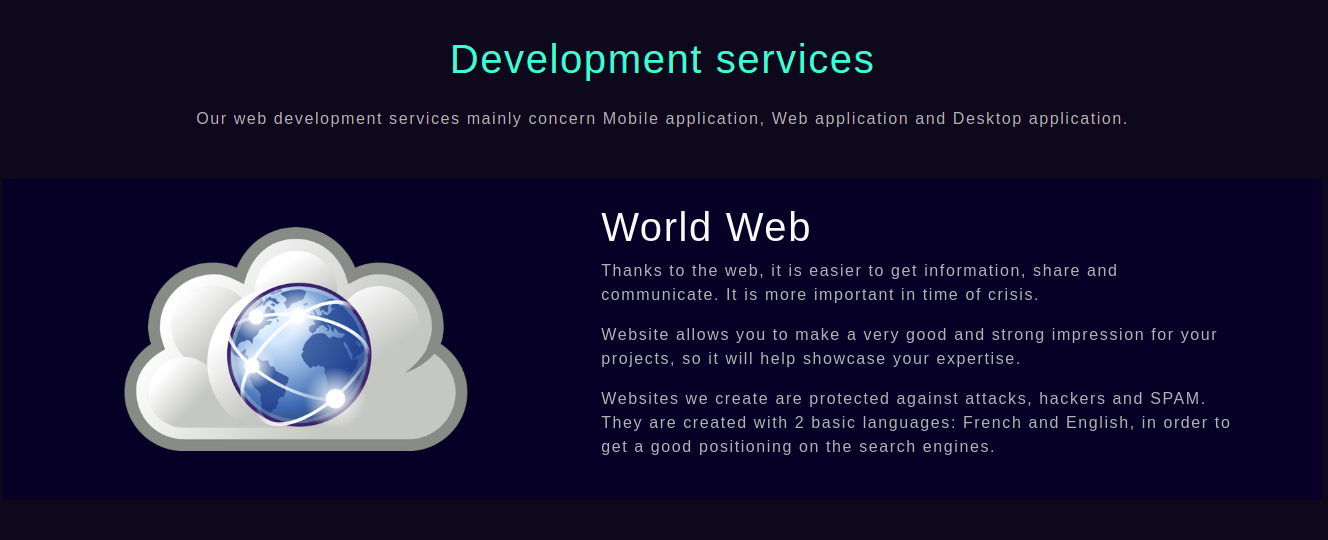 Development services
Our web development services mainly concern Mobile application, Web application and Desktop application.
World Web
Thanks to the web, it is easier to get information, share and
communicate. It is more important in time of crisis.
Website allows you to make a very good and strong impression for your
projects, so it will help showcase your expertise.
Websites we create are protected against attacks, hackers and SPAM.
They are created with 2 basic languages: French and English, in order to
get a good positioning on the search engines.